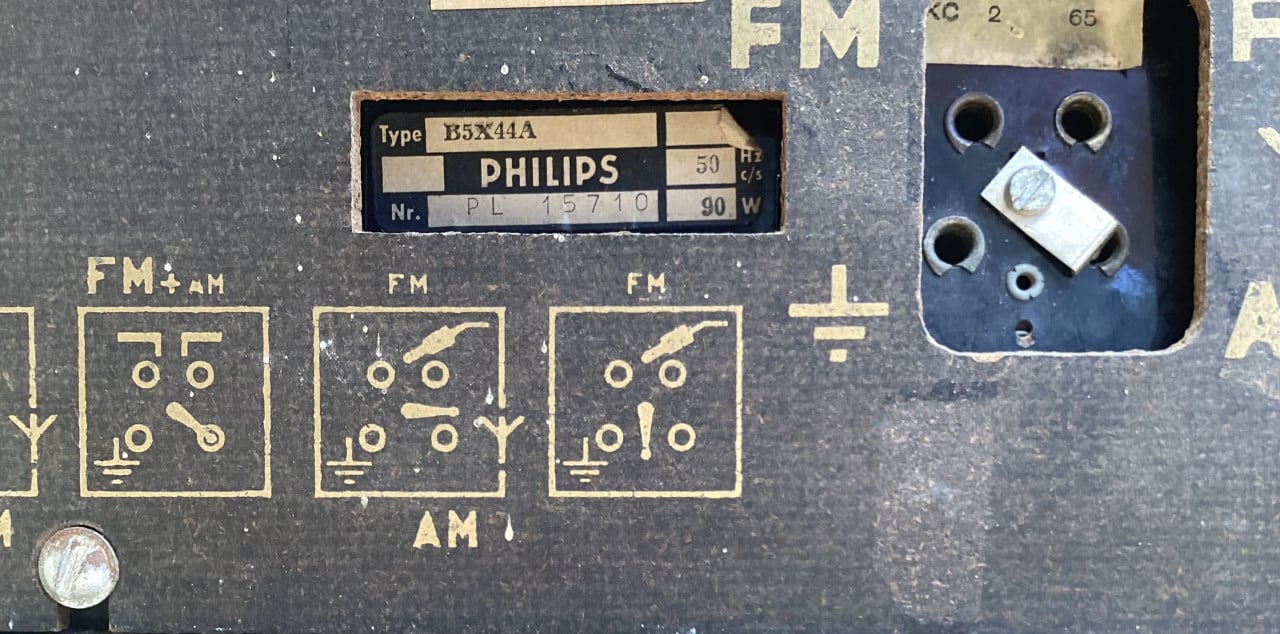 FM
KC 2 65
Type B5X44A
PHILIPS 50 Hz c/s
Nr. PL 15710 90 W
FM + AM
FM
FM
AM